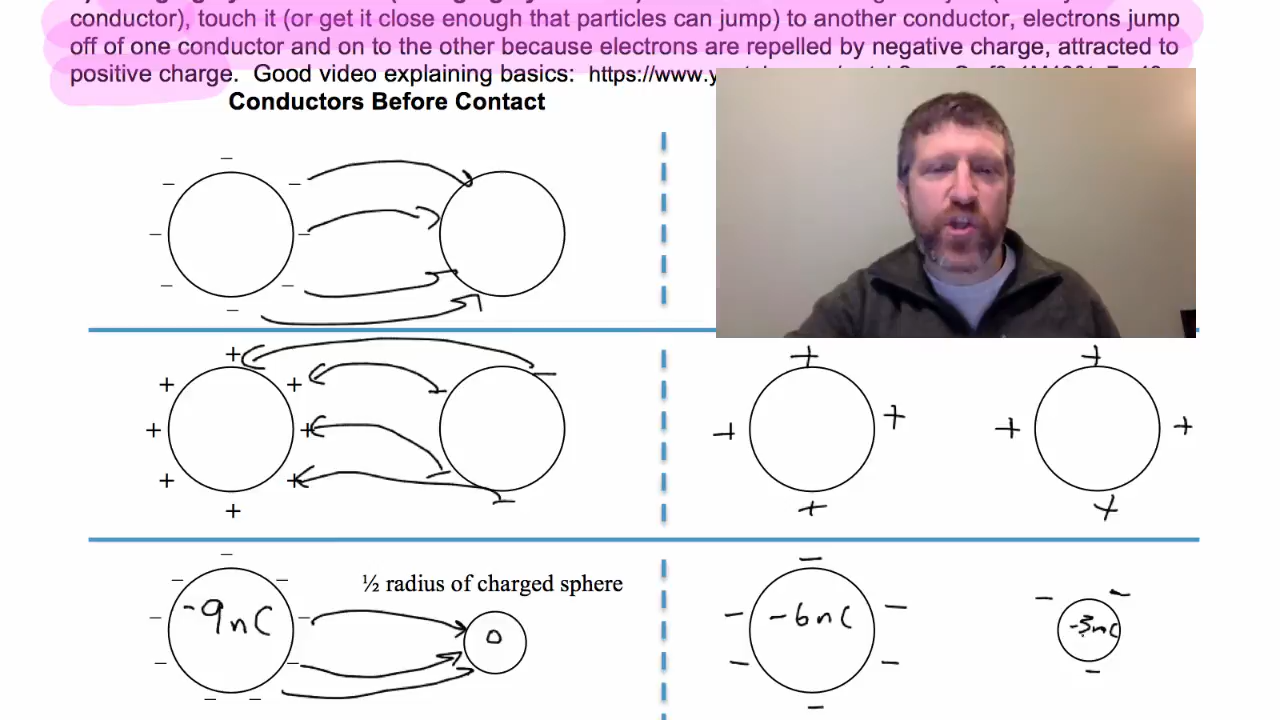 conductor), touch it (or get it close enough that particles can jump) to another conductor, electrons jump
off of one conductor and on to the other because electrons are repelled by negative charge, attracted to
positive charge. Good video explaining basics: https://www.y
Conductors Before Contact
½ radius of charged sphere
-9nC
0
-6nC
-3nC